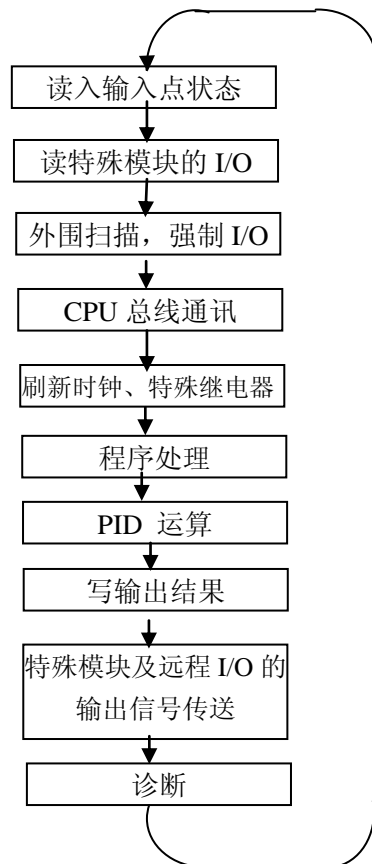 读入输入点状态
读特殊模块的 I/O
外围扫描，强制 I/O
CPU 总线通讯
刷新时钟、特殊继电器
程序处理
PID 运算
写输出结果
特殊模块及远程 I/O 的
输出信号传送
诊断